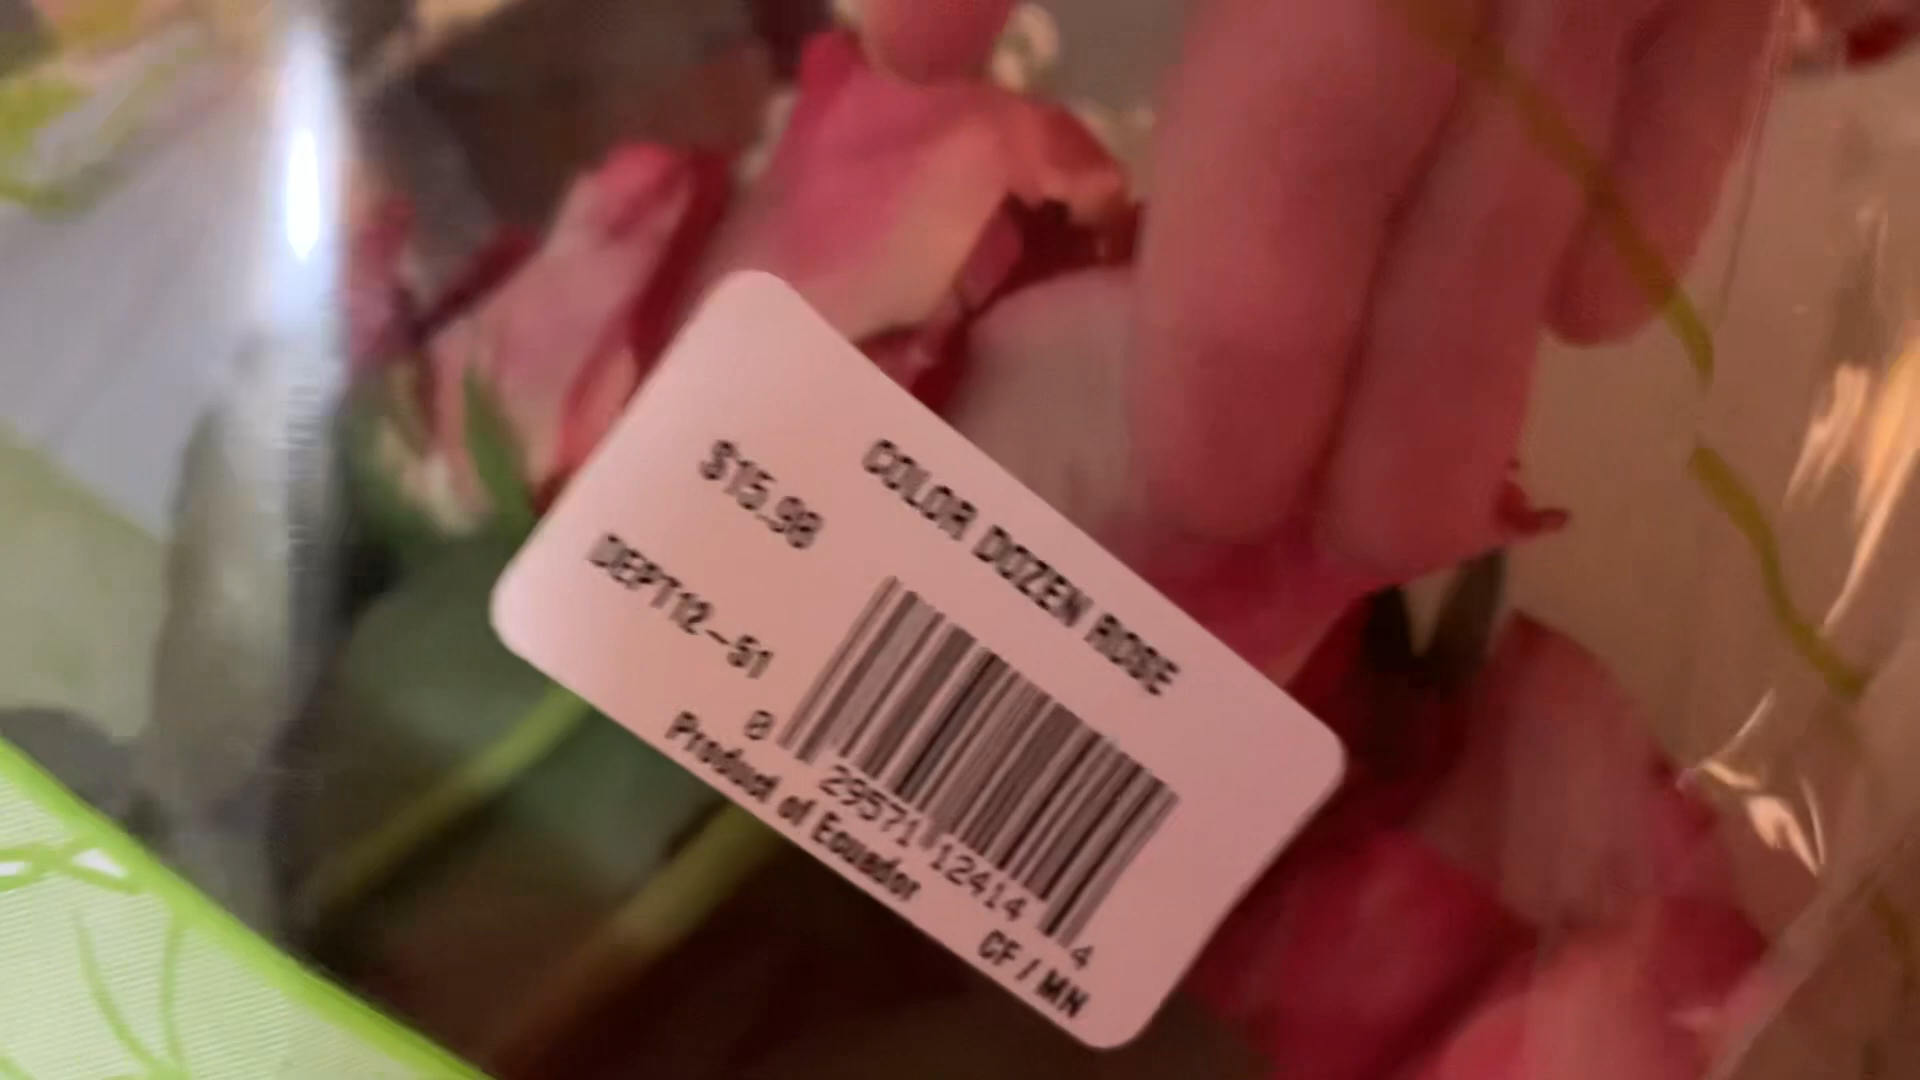 COLOR DOZEN ROSE
$15.98
DEPT12-51
0 29571 12414 4
Product of Ecuador
CF / MN